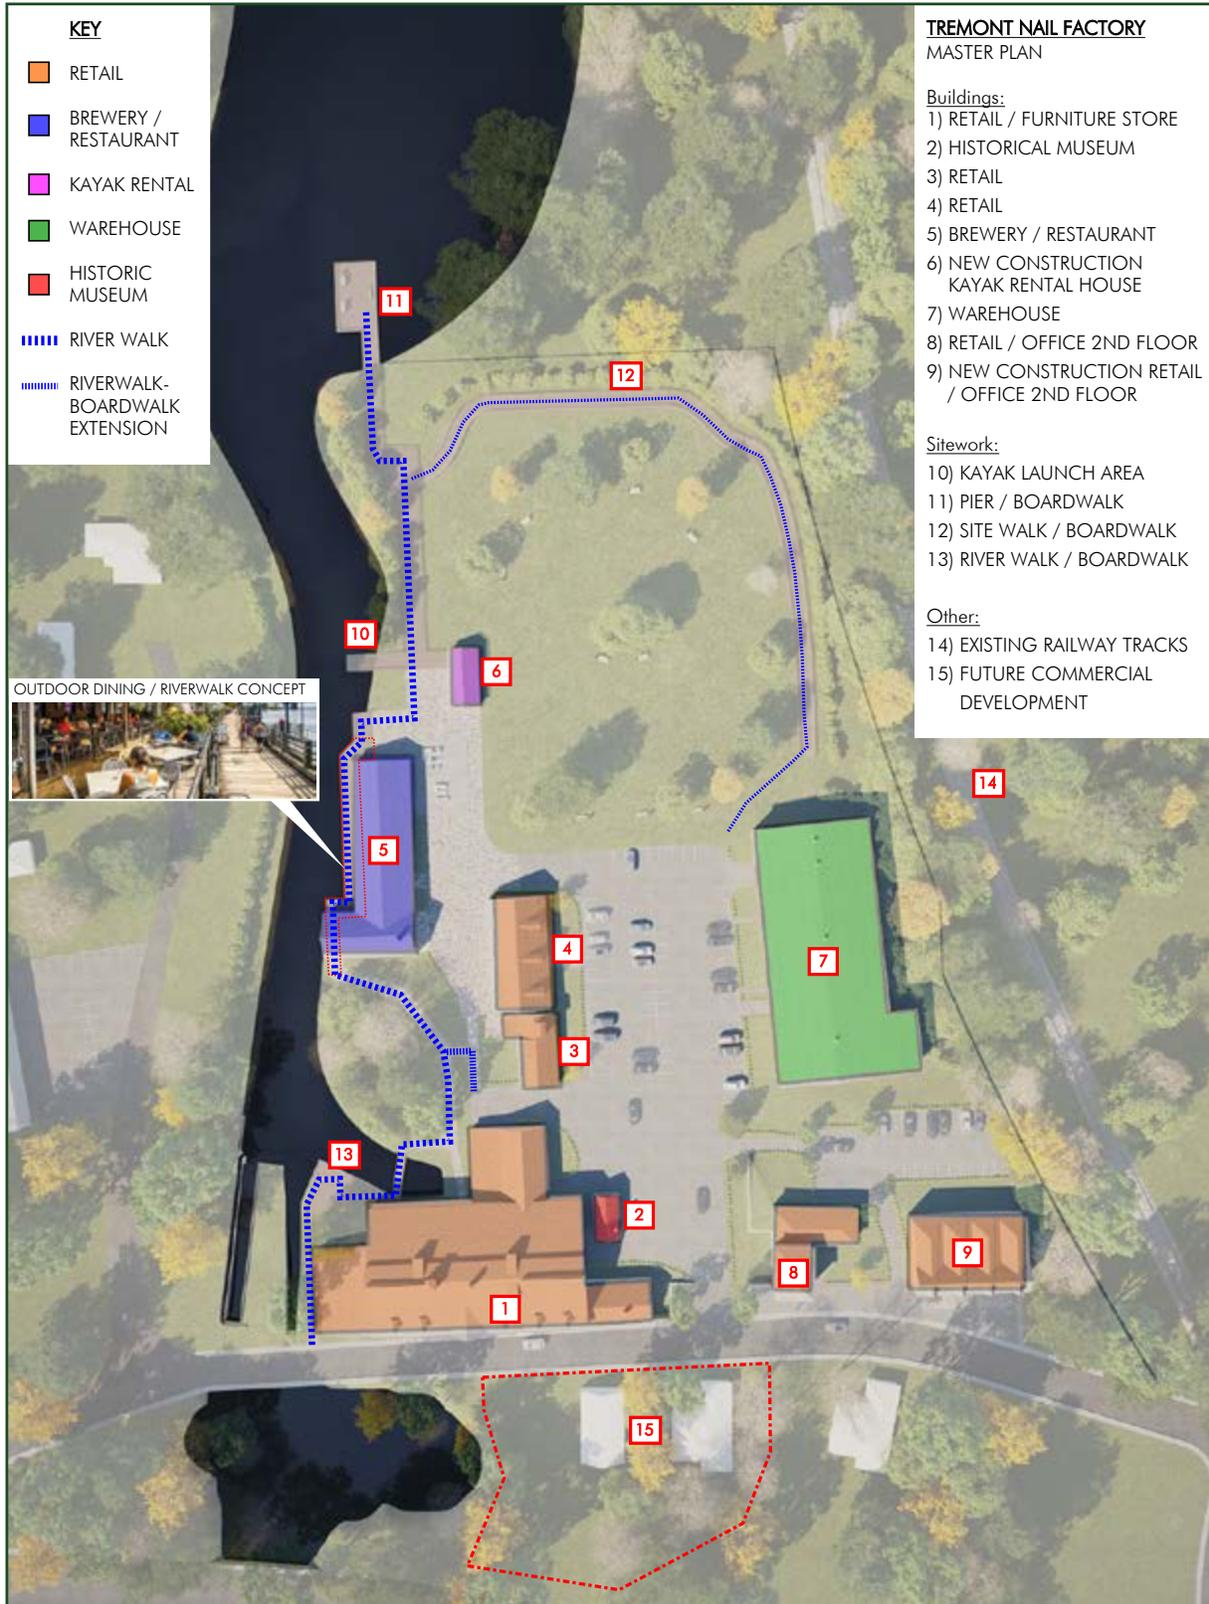 KEY
RETAIL
BREWERY /
RESTAURANT
KAYAK RENTAL
WAREHOUSE
HISTORIC
MUSEUM
RIVER WALK
RIVERWALK-
BOARDWALK
EXTENSION
TREMONT NAIL FACTORY
MASTER PLAN
Buildings:
1) RETAIL / FURNITURE STORE
2) HISTORICAL MUSEUM
3) RETAIL
4) RETAIL
5) BREWERY / RESTAURANT
6) NEW CONSTRUCTION
KAYAK RENTAL HOUSE
7) WAREHOUSE
8) RETAIL / OFFICE 2ND FLOOR
9) NEW CONSTRUCTION RETAIL
/ OFFICE 2ND FLOOR
Sitework:
10) KAYAK LAUNCH AREA
11) PIER / BOARDWALK
12) SITE WALK / BOARDWALK
13) RIVER WALK / BOARDWALK
Other:
14) EXISTING RAILWAY TRACKS
15) FUTURE COMMERCIAL
DEVELOPMENT
11
12
10
6
OUTDOOR DINING / RIVERWALK CONCEPT
14
5
4
7
3
13
2
9
8
1
15